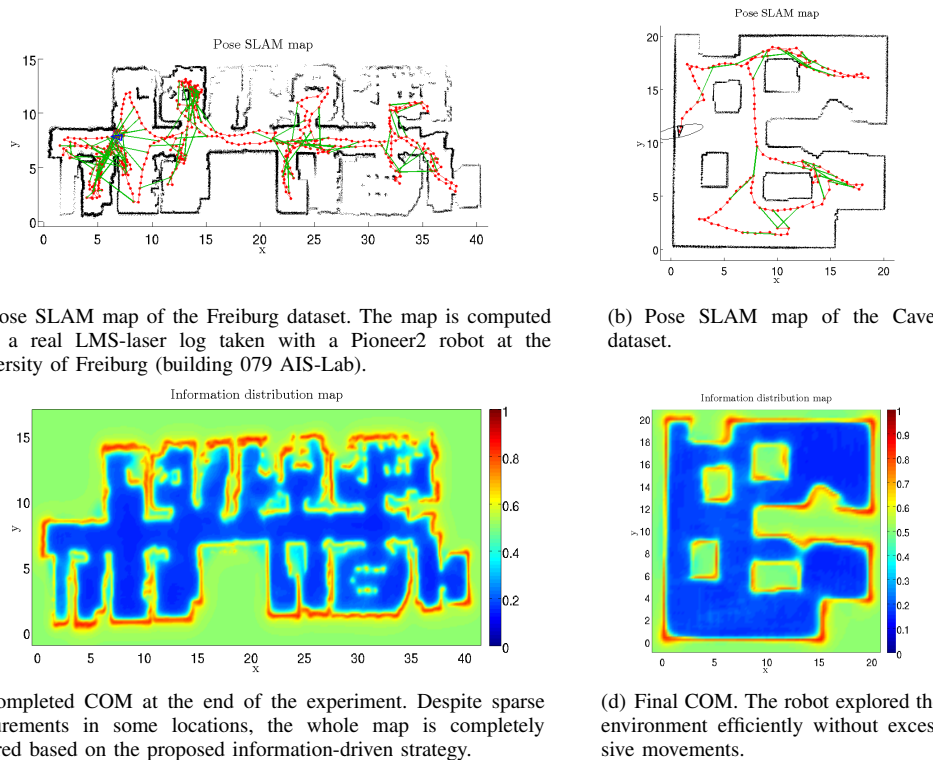 Pose SLAM map
15
10
5
0
y
0 5 10 15 20 25 30 35 40
x
Pose SLAM map
20
15
10
5
0
y
0 5 10 15 20
x
ose SLAM map of the Freiburg dataset. The map is computed
a real LMS-laser log taken with a Pioneer2 robot at the
ersity of Freiburg (building 079 AIS-Lab).
(b) Pose SLAM map of the Cave
dataset.
Information distribution map
15
10
5
0
y
0 5 10 15 20 25 30 35 40
x
1
0.8
0.6
0.4
0.2
0
Information distribution map
20
18
16
14
12
10
8
6
4
2
0
y
0 5 10 15 20
x
1
0.9
0.8
0.7
0.6
0.5
0.4
0.3
0.2
0.1
0
ompleted COM at the end of the experiment. Despite sparse
urements in some locations, the whole map is completely
red based on the proposed information-driven strategy.
(d) Final COM. The robot explored th
environment efficiently without exces
sive movements.